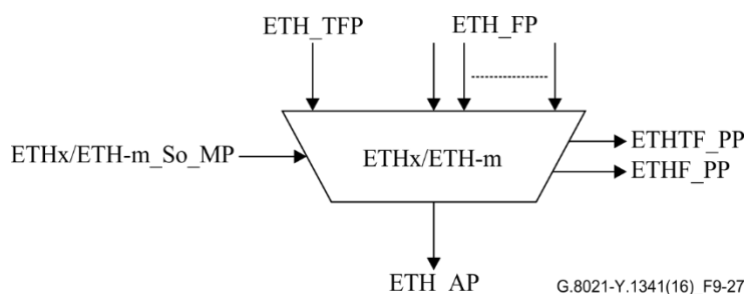 ETH_TFP ETH_FP
ETHTF_PP
ETHx/ETH-m_So_MP ETHx/ETH-m
ETHF_PP
ETH_AP
G.8021-Y.1341(16)_F9-27